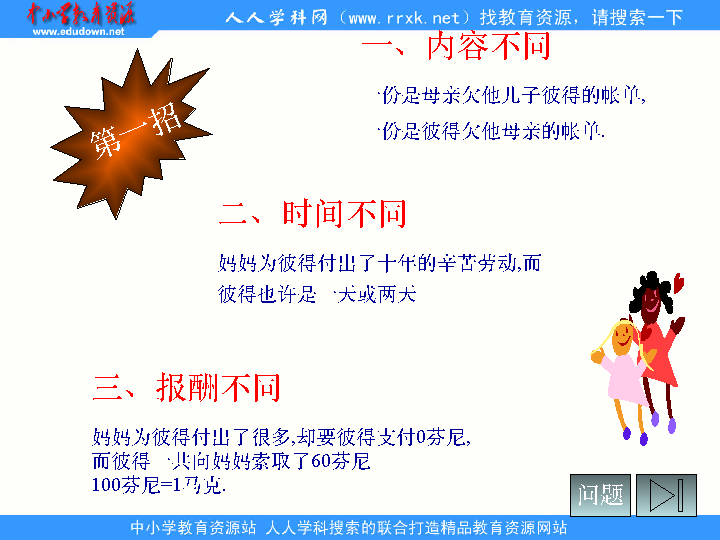 中小学教育资源
www.edudown.net
人人学科网（www.rrxk.net）找教育资源，请搜索一下
第一招
一、内容不同
一份是母亲欠他儿子彼得的帐单,
一份是彼得欠他母亲的帐单.
二、时间不同
妈妈为彼得付出了十年的辛苦劳动,而
彼得也许是一天或两天
三、报酬不同
妈妈为彼得付出了很多,却要彼得支付0芬尼,
而彼得一共向妈妈索取了60芬尼
100芬尼=1马克.
问题
中小学教育资源站 人人学科搜索的联合打造精品教育资源网站